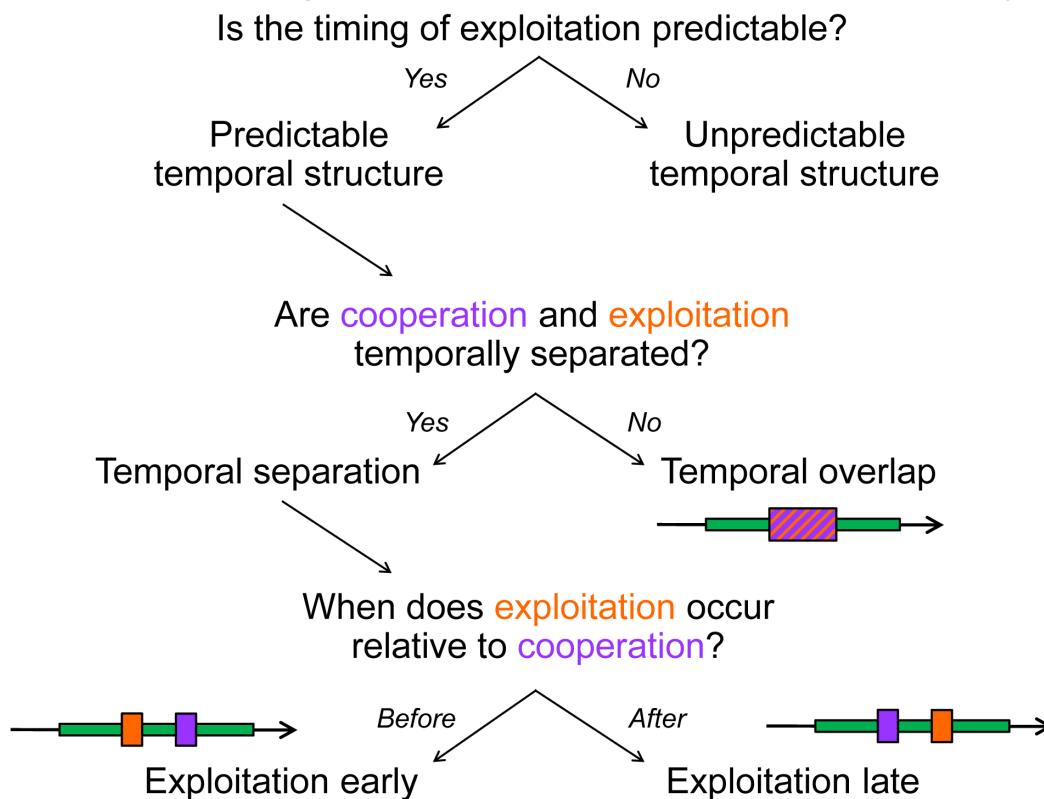 Is the timing of exploitation predictable?
Yes
No
Predictable
temporal structure
Unpredictable
temporal structure
Are cooperation and exploitation
temporally separated?
Yes
No
Temporal separation
Temporal overlap
When does exploitation occur
relative to cooperation?
Before
After
Exploitation early
Exploitation late